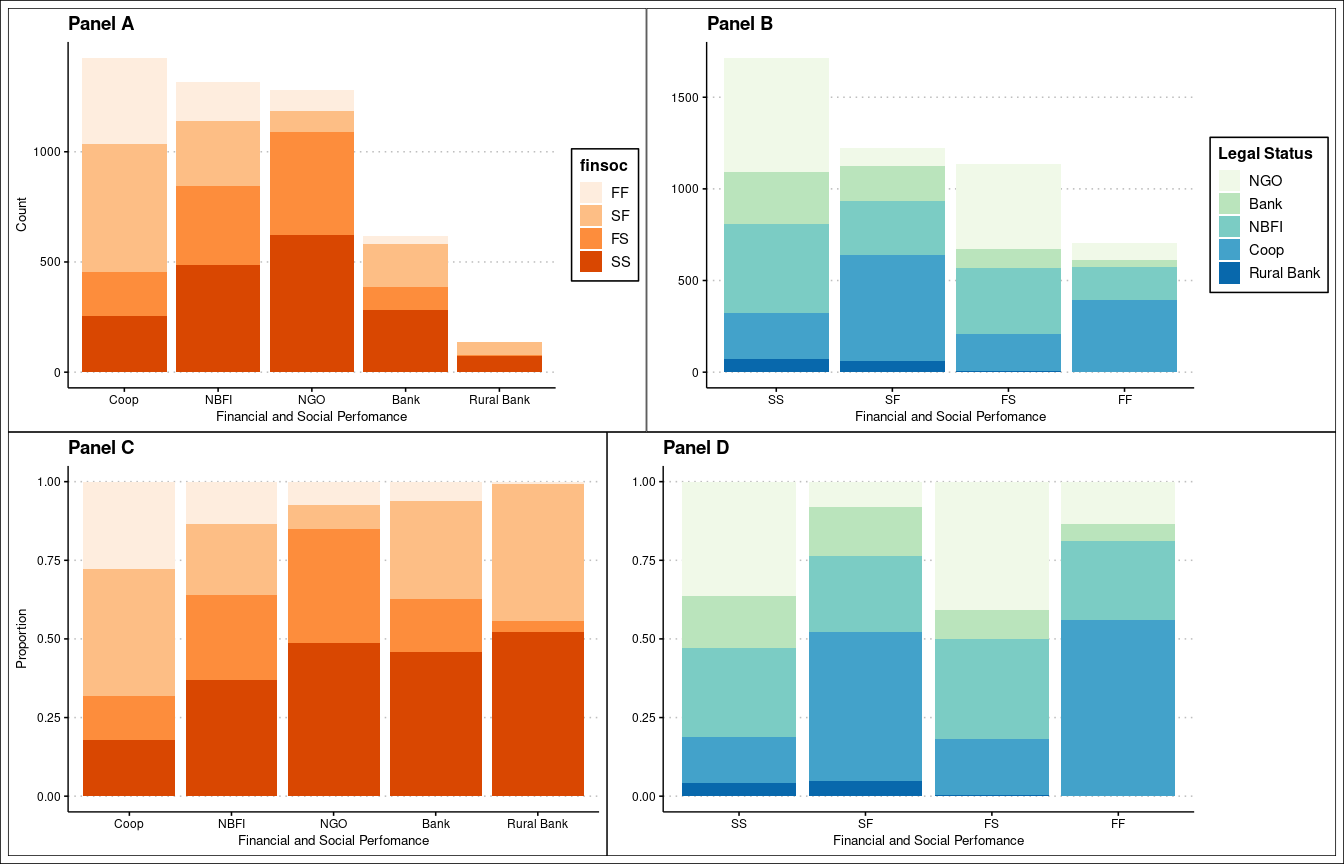 Panel A
Count
1000
500
0
Coop NBFI NGO Bank Rural Bank
Financial and Social Perfomance
finsoc
FF
SF
FS
SS
Panel B
1500
1000
500
0
SS SF FS FF
Financial and Social Perfomance
Legal Status
NGO
Bank
NBFI
Coop
Rural Bank
Panel C
Proportion
1.00
0.75
0.50
0.25
0.00
Coop NBFI NGO Bank Rural Bank
Financial and Social Perfomance
Panel D
1.00
0.75
0.50
0.25
0.00
SS SF FS FF
Financial and Social Perfomance